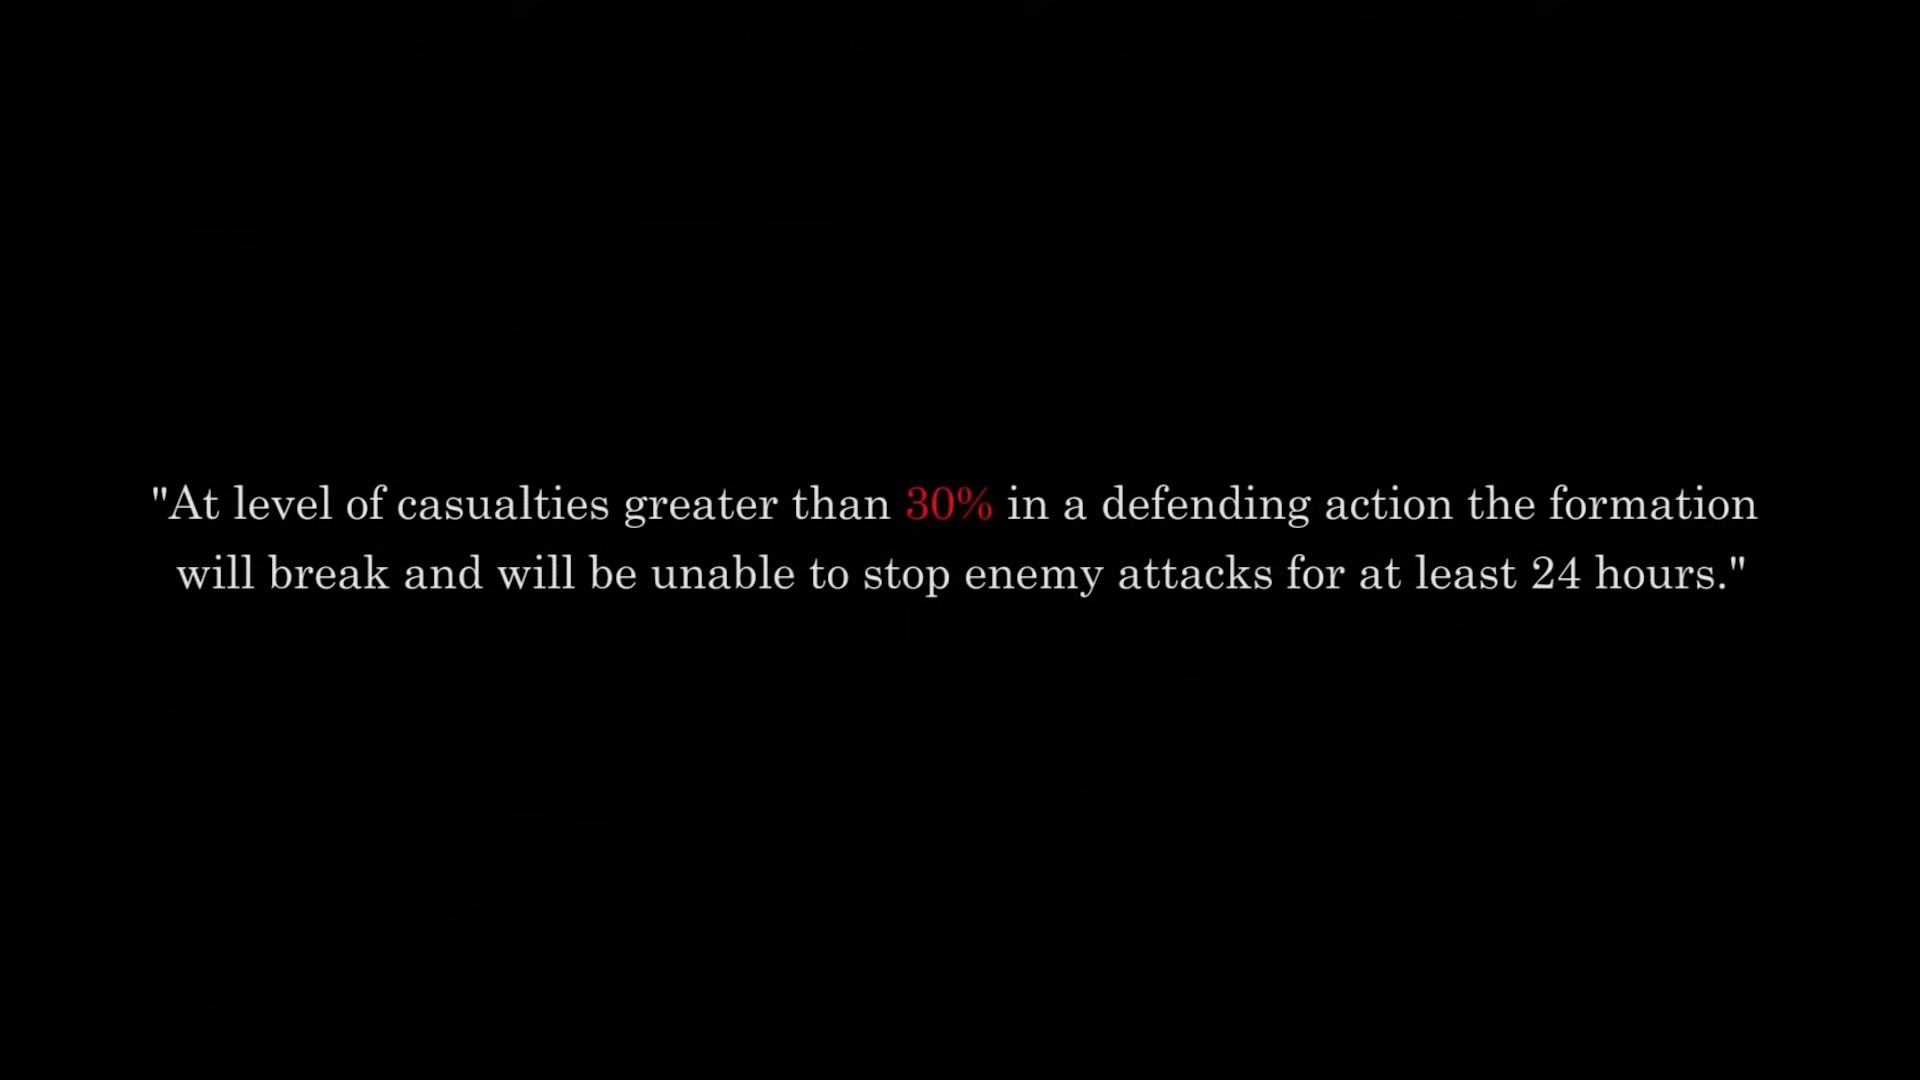 "At level of casualties greater than 30% in a defending action the formation
will break and will be unable to stop enemy attacks for at least 24 hours."